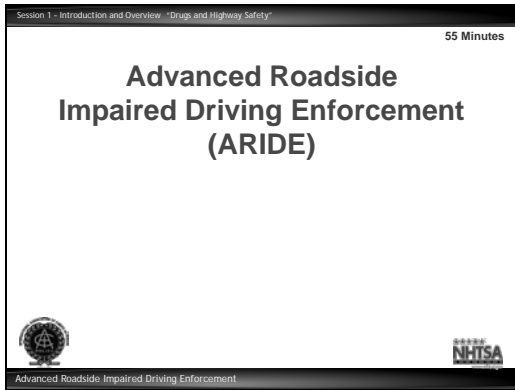 Session 1 - Introduction and Overview "Drugs and Highway Safety"
55 Minutes
Advanced Roadside
Impaired Driving Enforcement
(ARIDE)
NHTSA
Advanced Roadside Impaired Driving Enforcement